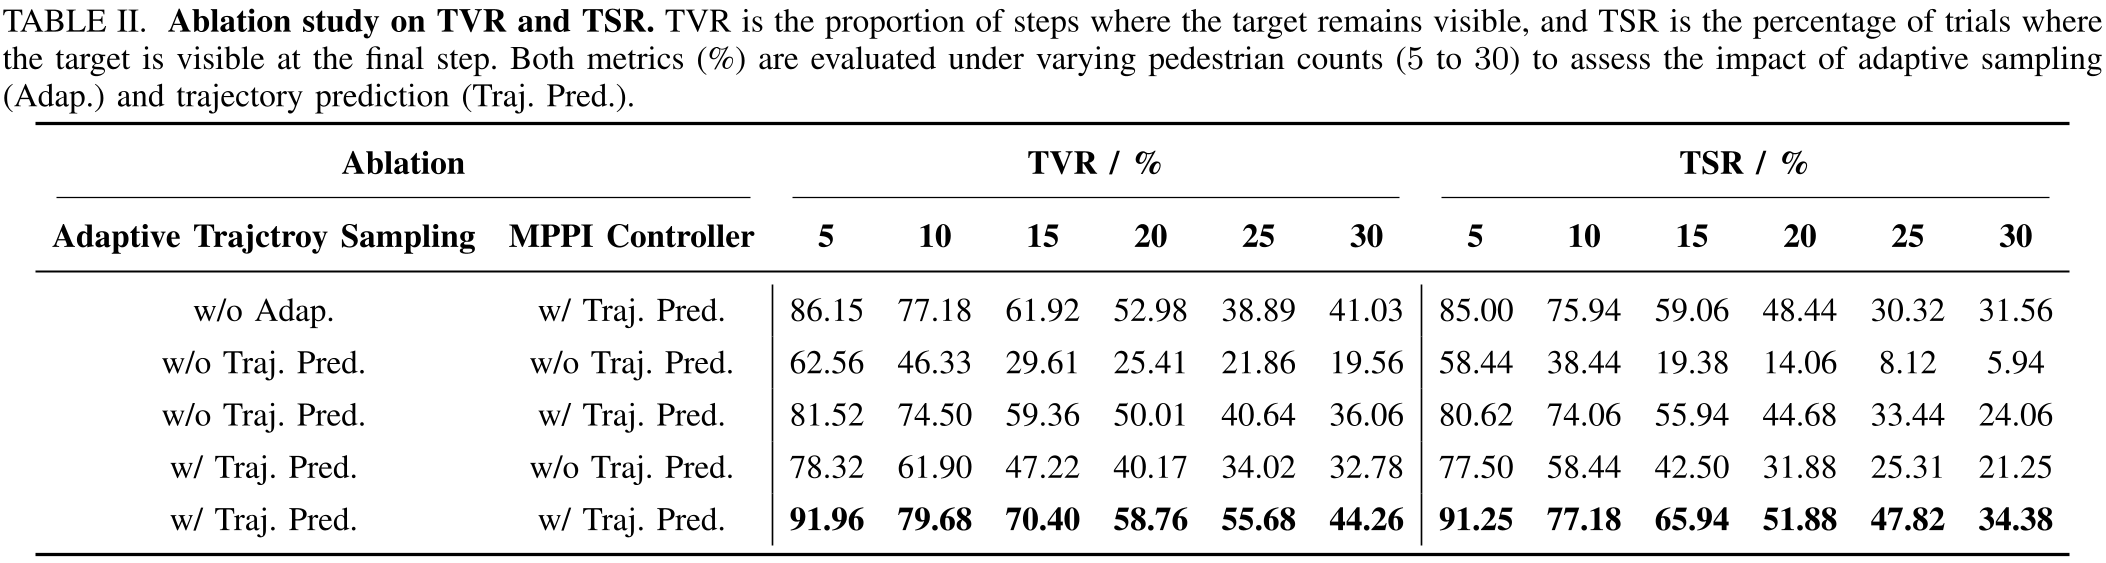 TABLE II. Ablation study on TVR and TSR. TVR is the proportion of steps where the target remains visible, and TSR is the percentage of trials where
the target is visible at the final step. Both metrics (%) are evaluated under varying pedestrian counts (5 to 30) to assess the impact of adaptive sampling
(Adap.) and trajectory prediction (Traj. Pred.).
Ablation TVR / % TSR / %
Adaptive Trajctroy Sampling MPPI Controller 5 10 15 20 25 30 5 10 15 20 25 30
w/o Adap. w/ Traj. Pred. 86.15 77.18 61.92 52.98 38.89 41.03 85.00 75.94 59.06 48.44 30.32 31.56
w/o Traj. Pred. w/o Traj. Pred. 62.56 46.33 29.61 25.41 21.86 19.56 58.44 38.44 19.38 14.06 8.12 5.94
w/o Traj. Pred. w/ Traj. Pred. 81.52 74.50 59.36 50.01 40.64 36.06 80.62 74.06 55.94 44.68 33.44 24.06
w/ Traj. Pred. w/o Traj. Pred. 78.32 61.90 47.22 40.17 34.02 32.78 77.50 58.44 42.50 31.88 25.31 21.25
w/ Traj. Pred. w/ Traj. Pred. 91.96 79.68 70.40 58.76 55.68 44.26 91.25 77.18 65.94 51.88 47.82 34.38